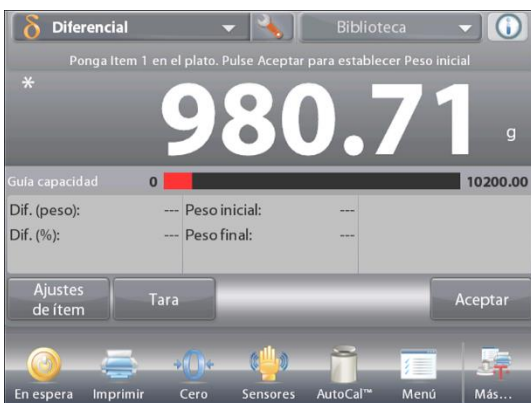 δ Diferencial Biblioteca i
Ponga Item 1 en el plato. Pulse Aceptar para establecer Peso inicial
*
980.71 g
Guía capacidad 0 10200.00
Dif. (peso): --- Peso inicial: ---
Dif. (%): --- Peso final: ---
Ajustes
de ítem
Tara
Aceptar
En espera Imprimir Cero Sensores AutoCal™ Menú Más...